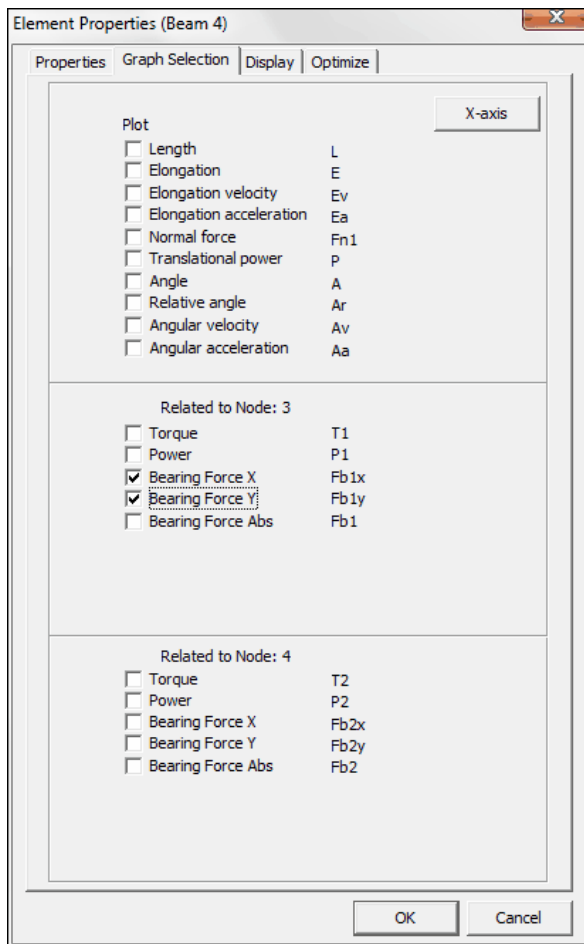 Element Properties (Beam 4)
Properties Graph Selection Display Optimize
X-axis
Plot
Length L
Elongation E
Elongation velocity Ev
Elongation acceleration Ea
Normal force Fn1
Translational power P
Angle A
Relative angle Ar
Angular velocity Av
Angular acceleration Aa
Related to Node: 3
Torque T1
Power P1
Bearing Force X Fb1x
Bearing Force Y Fb1y
Bearing Force Abs Fb1
Related to Node: 4
Torque T2
Power P2
Bearing Force X Fb2x
Bearing Force Y Fb2y
Bearing Force Abs Fb2
OK Cancel